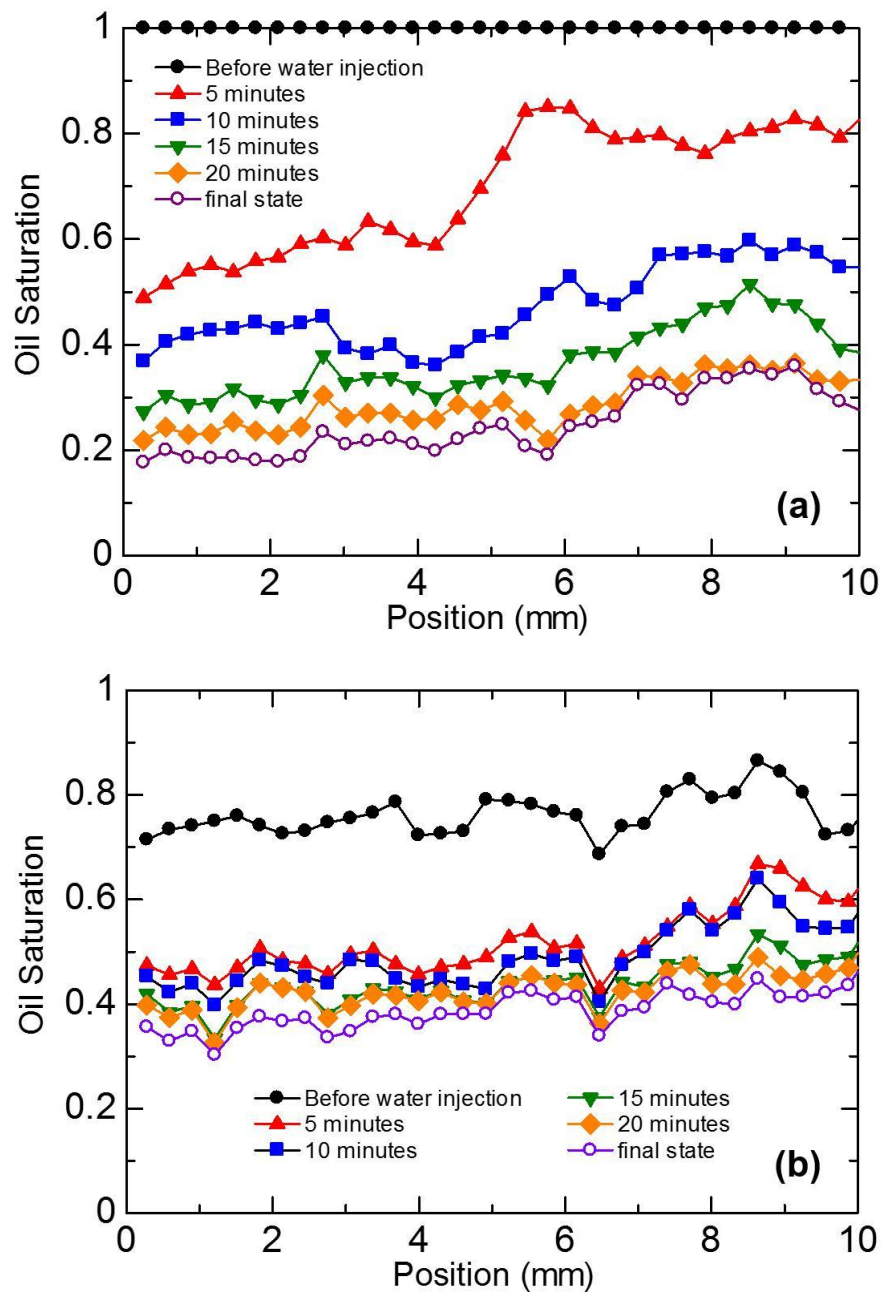 1
Before water injection
5 minutes
10 minutes
15 minutes
20 minutes
final state
0.8
0.6
0.4
0.2
0
Oil Saturation
(a)
0 2 4 6 8 10
Position (mm)
1
0.8
0.6
0.4
0.2
0
Oil Saturation
Before water injection 15 minutes
5 minutes 20 minutes
10 minutes final state
(b)
0 2 4 6 8 10
Position (mm)